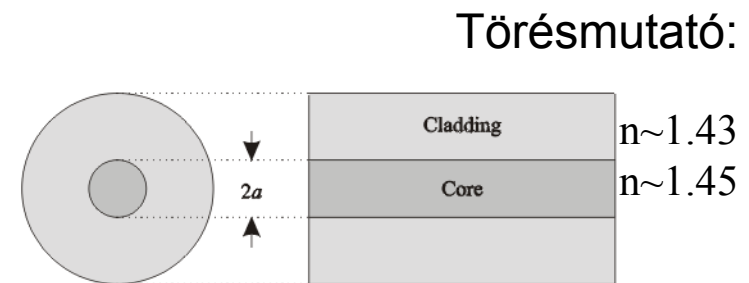 Törésmutató:
Cladding
n~1.43
2a
Core
n~1.45